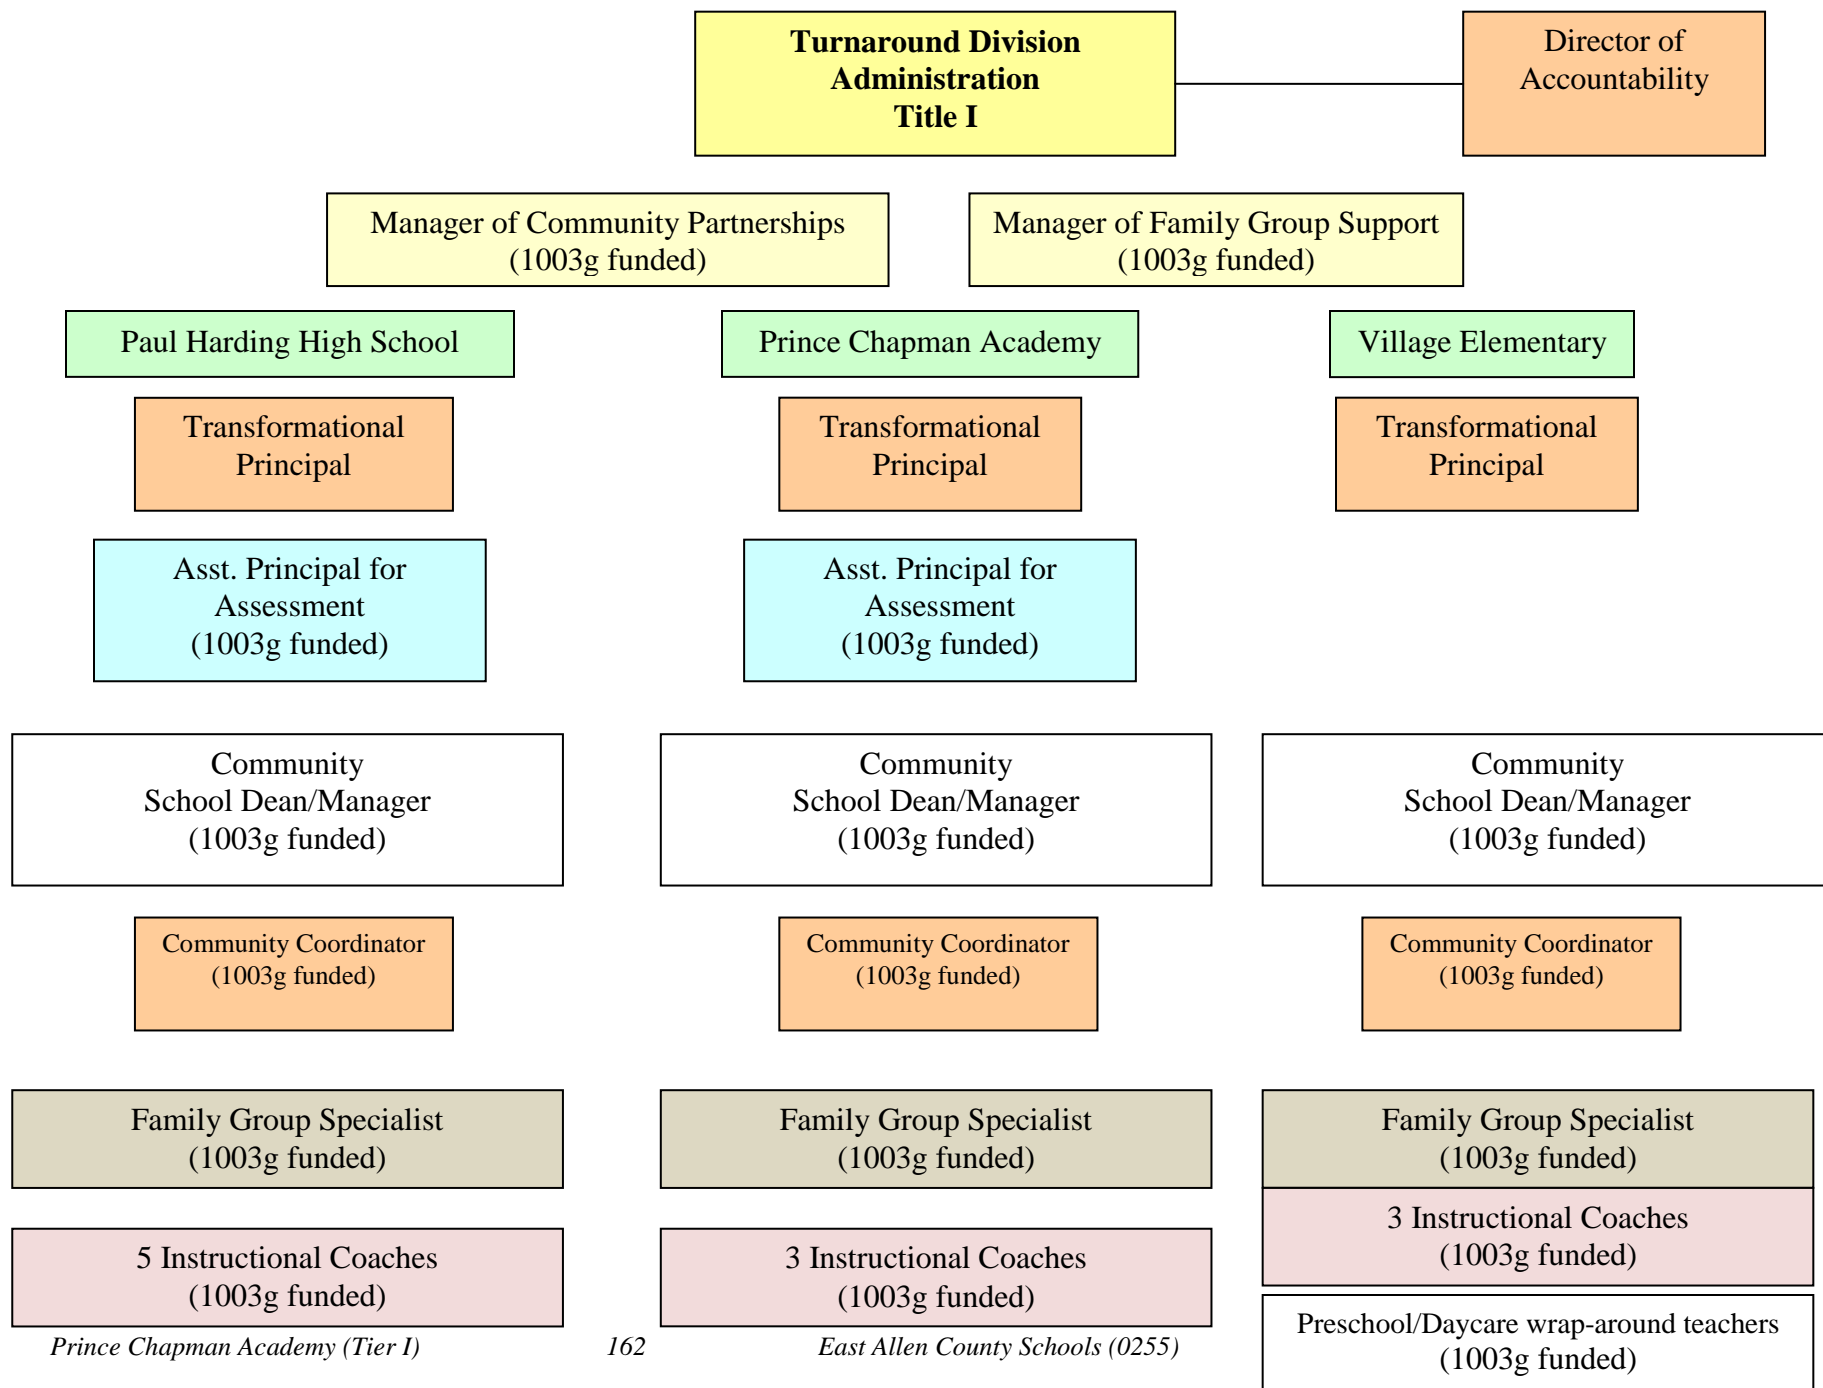 Turnaround Division
Administration
Title I
Director of
Accountability
Manager of Community Partnerships
(1003g funded)
Manager of Family Group Support
(1003g funded)
Paul Harding High School
Prince Chapman Academy
Village Elementary
Transformational
Principal
Transformational
Principal
Transformational
Principal
Asst. Principal for
Assessment
(1003g funded)
Asst. Principal for
Assessment
(1003g funded)
Community
School Dean/Manager
(1003g funded)
Community
School Dean/Manager
(1003g funded)
Community
School Dean/Manager
(1003g funded)
Community Coordinator
(1003g funded)
Community Coordinator
(1003g funded)
Community Coordinator
(1003g funded)
Family Group Specialist
(1003g funded)
Family Group Specialist
(1003g funded)
Family Group Specialist
(1003g funded)
5 Instructional Coaches
(1003g funded)
3 Instructional Coaches
(1003g funded)
3 Instructional Coaches
(1003g funded)
Preschool/Daycare wrap-around teachers
(1003g funded)
Prince Chapman Academy (Tier I) 162 East Allen County Schools (0255)